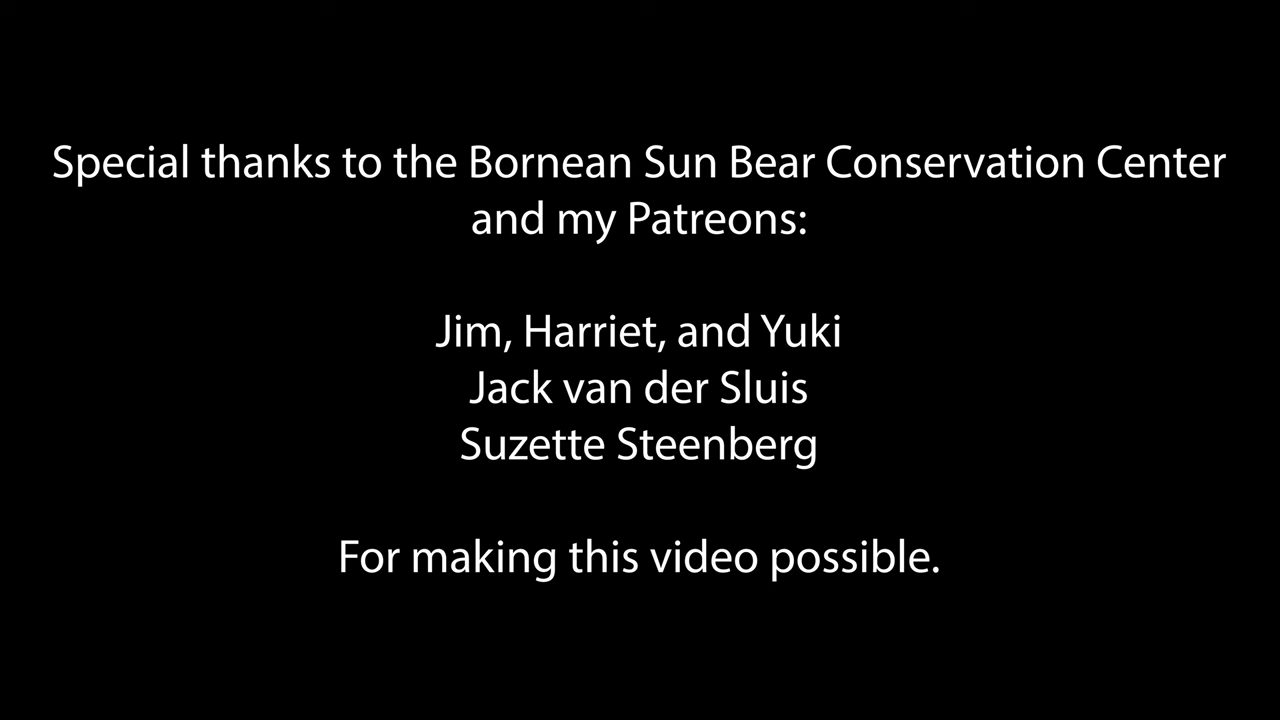 Special thanks to the Bornean Sun Bear Conservation Center
and my Patreons:
Jim, Harriet, and Yuki
Jack van der Sluis
Suzette Steenberg
For making this video possible.